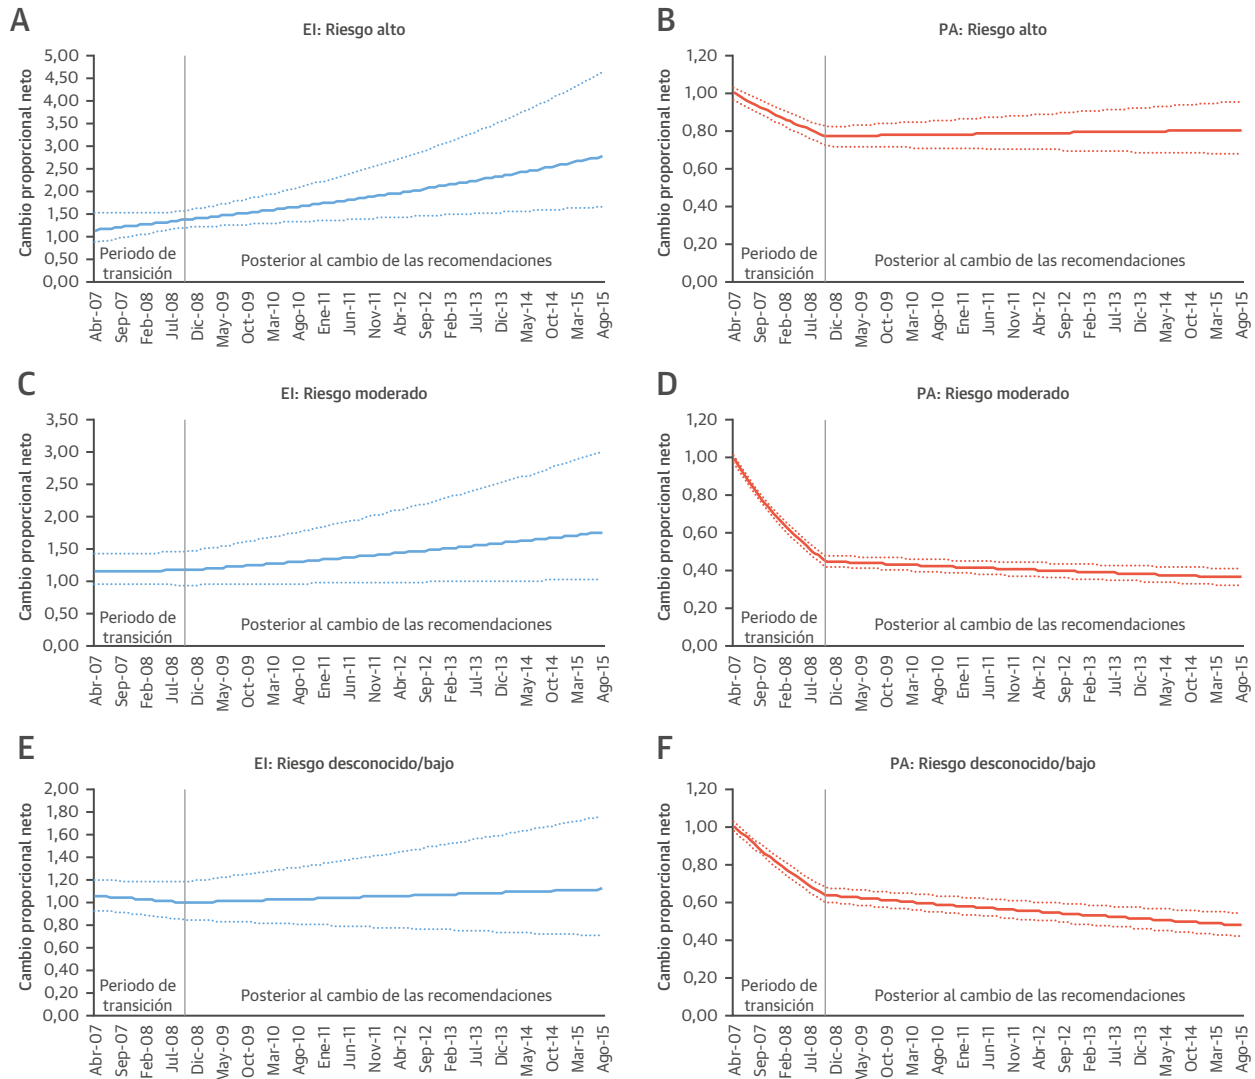 A
EI: Riesgo alto
Cambio proporcional neto
5,00
4,50
4,00
3,50
3,00
2,50
2,00
1,50
1,00
0,50
0,00
Periodo de
transición
Posterior al cambio de las recomendaciones
Abr-07
Sep-07
Feb-08
Jul-08
Dic-08
May-09
Oct-09
Mar-10
Ago-10
Ene-11
Jun-11
Nov-11
Abr-12
Sep-12
Feb-13
Jul-13
Dic-13
May-14
Oct-14
Mar-15
Ago-15
B
PA: Riesgo alto
Cambio proporcional neto
1,20
1,00
0,80
0,60
0,40
0,20
0,00
Periodo de
transición
Posterior al cambio de las recomendaciones
Abr-07
Sep-07
Feb-08
Jul-08
Dic-08
May-09
Oct-09
Mar-10
Ago-10
Ene-11
Jun-11
Nov-11
Abr-12
Sep-12
Feb-13
Jul-13
Dic-13
May-14
Oct-14
Mar-15
Ago-15
C
EI: Riesgo moderado
Cambio proporcional neto
3,50
3,00
2,50
2,00
1,50
1,00
0,50
0,00
Periodo de
transición
Posterior al cambio de las recomendaciones
Abr-07
Sep-07
Feb-08
Jul-08
Dic-08
May-09
Oct-09
Mar-10
Ago-10
Ene-11
Jun-11
Nov-11
Abr-12
Sep-12
Feb-13
Jul-13
Dic-13
May-14
Oct-14
Mar-15
Ago-15
D
PA: Riesgo moderado
Cambio proporcional neto
1,20
1,00
0,80
0,60
0,40
0,20
0,00
Periodo de
transición
Posterior al cambio de las recomendaciones
Abr-07
Sep-07
Feb-08
Jul-08
Dic-08
May-09
Oct-09
Mar-10
Ago-10
Ene-11
Jun-11
Nov-11
Abr-12
Sep-12
Feb-13
Jul-13
Dic-13
May-14
Oct-14
Mar-15
Ago-15
E
EI: Riesgo desconocido/bajo
Cambio proporcional neto
2,00
1,80
1,60
1,40
1,20
1,00
0,80
0,60
0,40
0,20
0,00
Periodo de
transición
Posterior al cambio de las recomendaciones
Abr-07
Sep-07
Feb-08
Jul-08
Dic-08
May-09
Oct-09
Mar-10
Ago-10
Ene-11
Jun-11
Nov-11
Abr-12
Sep-12
Feb-13
Jul-13
Dic-13
May-14
Oct-14
Mar-15
Ago-15
F
PA: Riesgo desconocido/bajo
Cambio proporcional neto
1,20
1,00
0,80
0,60
0,40
0,20
0,00
Periodo de
transición
Posterior al cambio de las recomendaciones
Abr-07
Sep-07
Feb-08
Jul-08
Dic-08
May-09
Oct-09
Mar-10
Ago-10
Ene-11
Jun-11
Nov-11
Abr-12
Sep-12
Feb-13
Jul-13
Dic-13
May-14
Oct-14
Mar-15
Ago-15